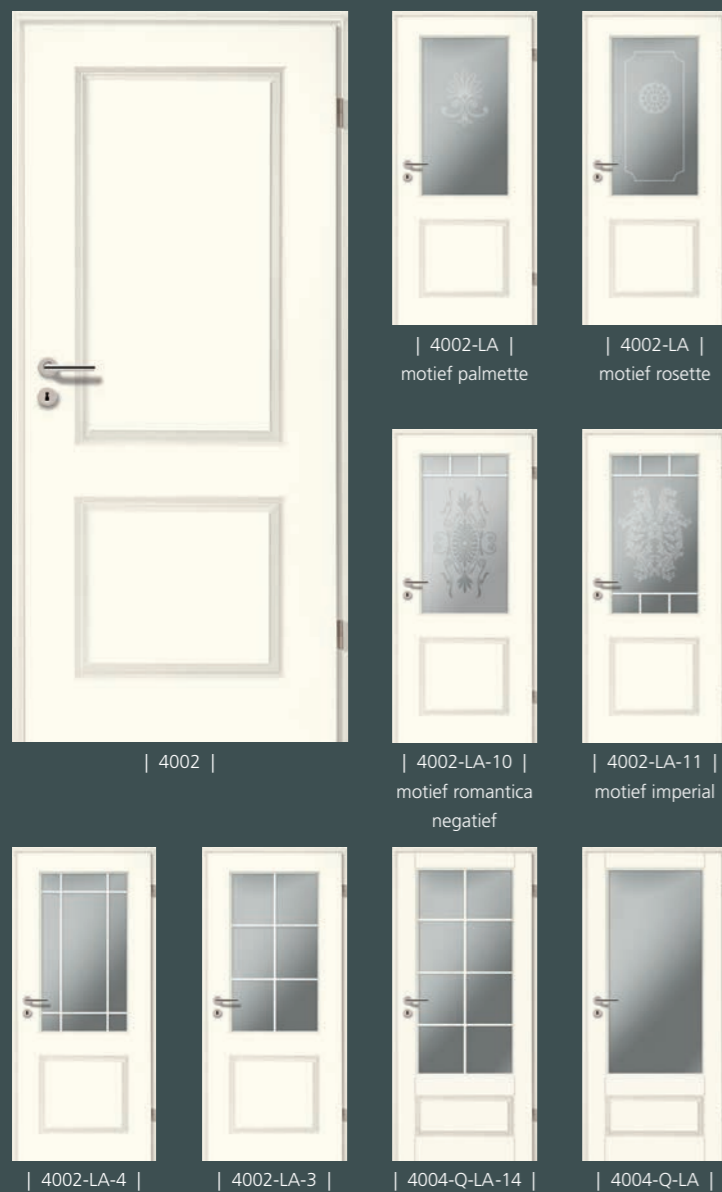 | 4002-LA |
motief palmette
| 4002-LA |
motief rosette
| 4002 |
| 4002-LA-10 |
motief romantica
negatief
| 4002-LA-11 |
motief imperial
| 4002-LA-4 |
| 4002-LA-3 |
| 4004-Q-LA-14 |
| 4004-Q-LA |